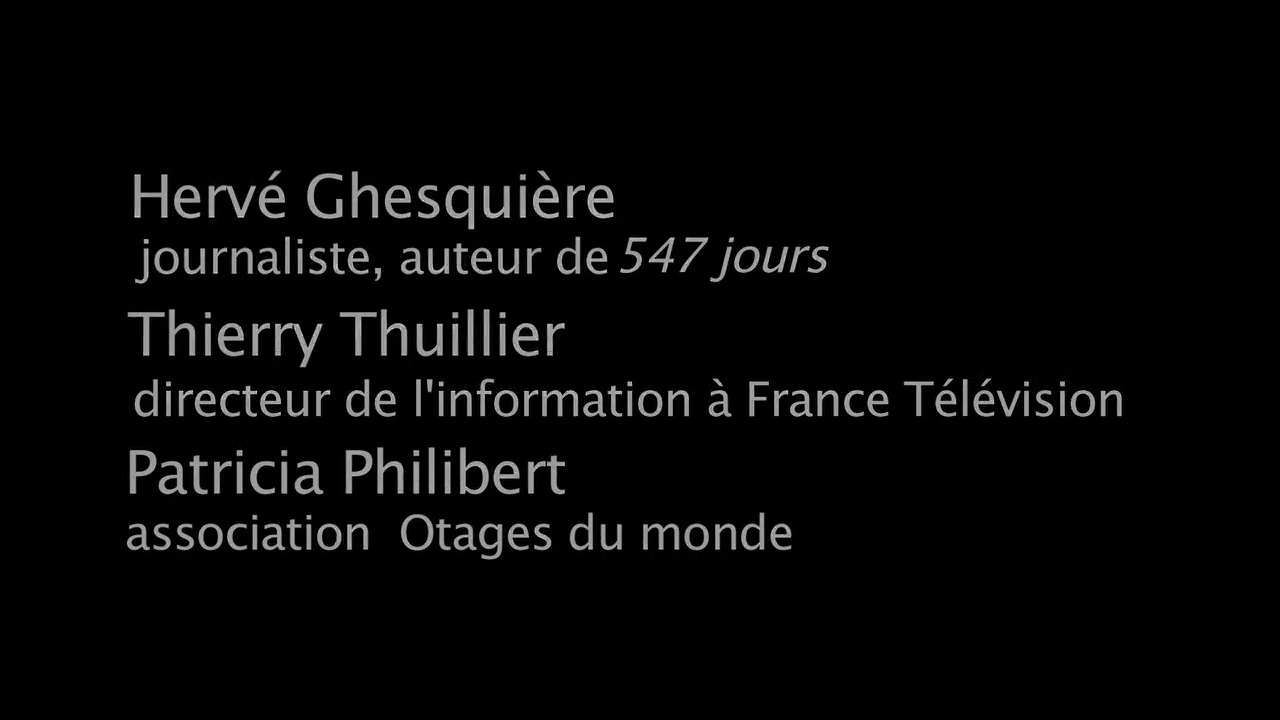 Hervé Ghesquière
journaliste, auteur de 547 jours
Thierry Thuillier
directeur de l'information à France Télévision
Patricia Philibert
association Otages du monde